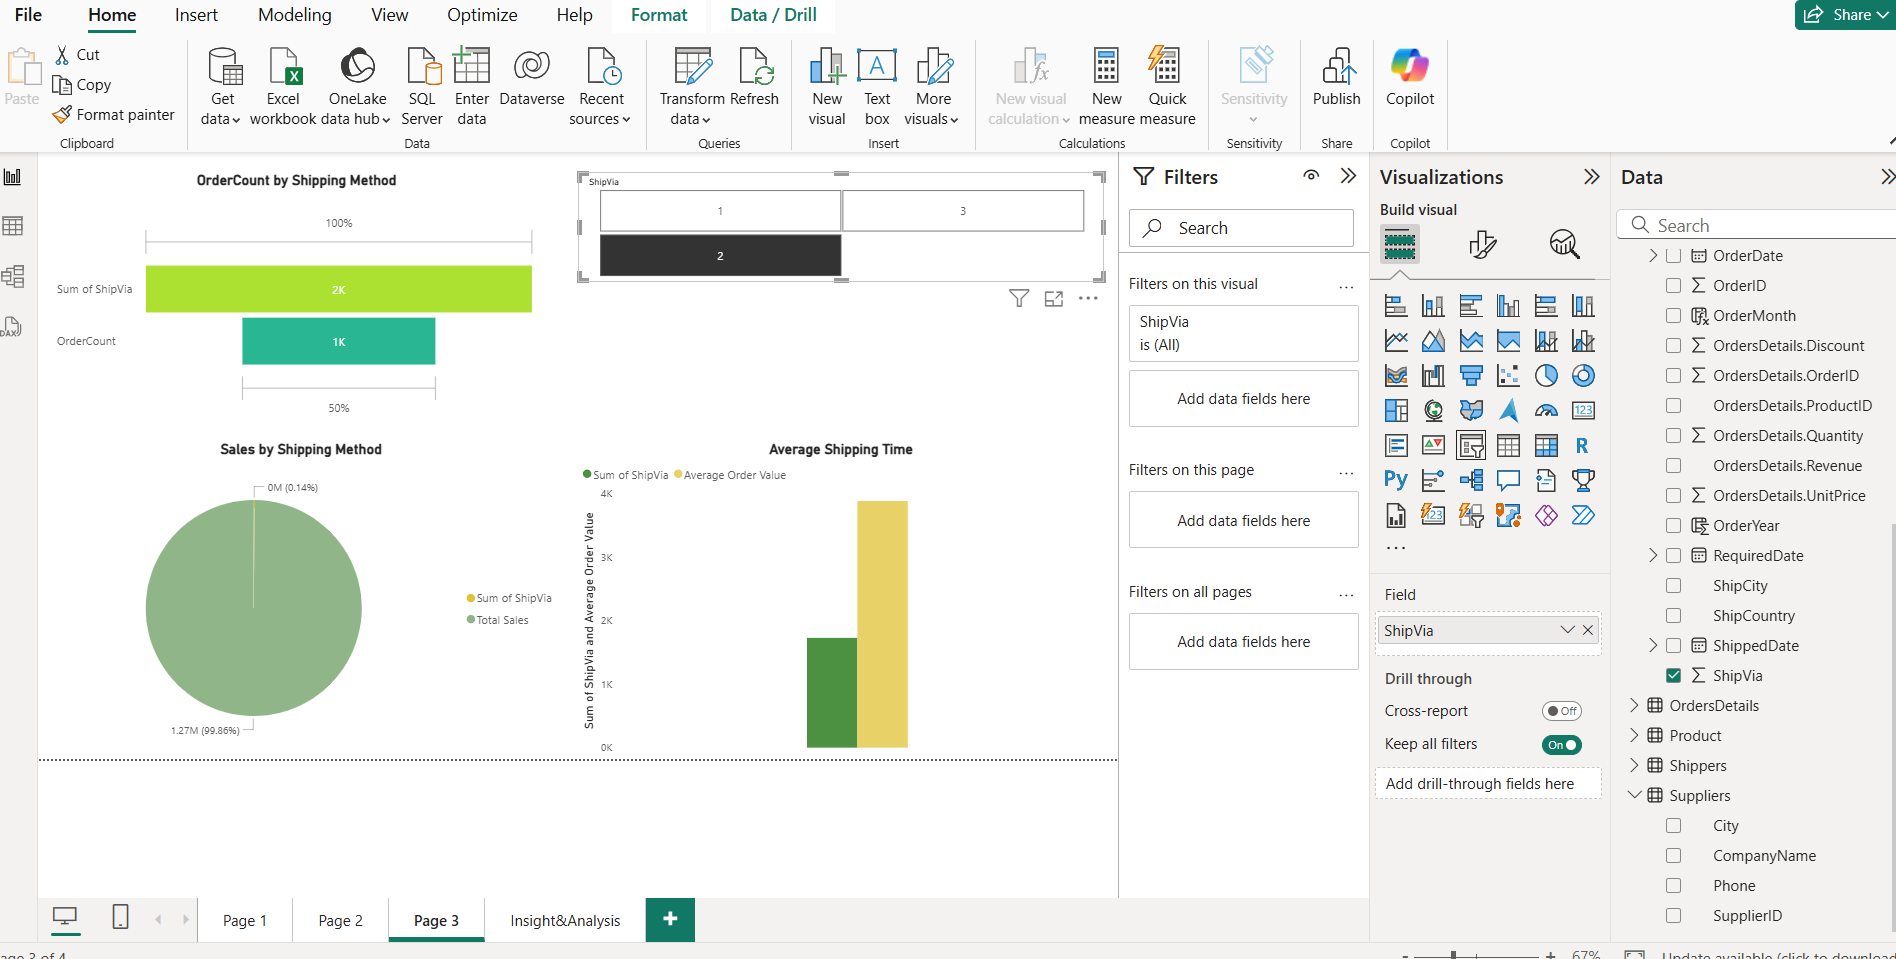 File
Home
Insert
Modeling
View
Optimize
Help
Format
Data / Drill
Share
Paste
Cut
Copy
Format painter
Clipboard
Get
data
Excel
workbook
OneLake
data hub
SQL
Server
Enter
data
Dataverse
Recent
sources
Data
Transform
data
Refresh
Queries
New
visual
Text
box
More
visuals
Insert
New visual
calculation
New
measure
Quick
measure
Calculations
Sensitivity
Sensitivity
Publish
Share
Copilot
Copilot
OrderCount by Shipping Method
100%
Sum of ShipVia
2K
OrderCount
1K
50%
ShipVia
1
3
2
Sales by Shipping Method
0M (0.14%)
Sum of ShipVia
Total Sales
1.27M (99.86%)
Average Shipping Time
Sum of ShipVia
Average Order Value
Sum of ShipVia and Average Order Value
4K
3K
2K
1K
0K
Filters
Search
Filters on this visual
...
ShipVia
is (All)
Add data fields here
Filters on this page
...
Add data fields here
Filters on all pages
...
Add data fields here
Visualizations
Build visual
123
R
Py
123
...
Field
ShipVia
Drill through
Cross-report
Off
Keep all filters
On
Add drill-through fields here
Data
Search
OrderDate
OrderID
OrderMonth
OrdersDetails.Discount
OrdersDetails.OrderID
OrdersDetails.ProductID
OrdersDetails.Quantity
OrdersDetails.Revenue
OrdersDetails.UnitPrice
OrderYear
RequiredDate
ShipCity
ShipCountry
ShippedDate
ShipVia
OrdersDetails
Product
Shippers
Suppliers
City
CompanyName
Phone
SupplierID
DAX
Page 1
Page 2
Page 3
Insight&Analysis
+
age 3 of 4
- + 67%
Update available (click to download